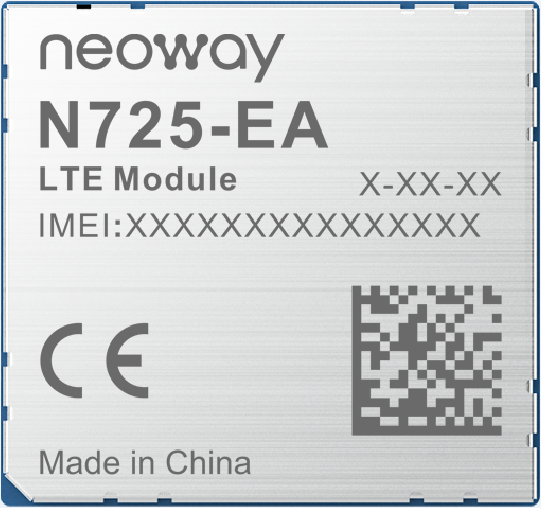 neoway
N725-EA
LTE Module
X-XX-XX
IMEI:XXXXXXXXXXXXXXX
CE
Made in China